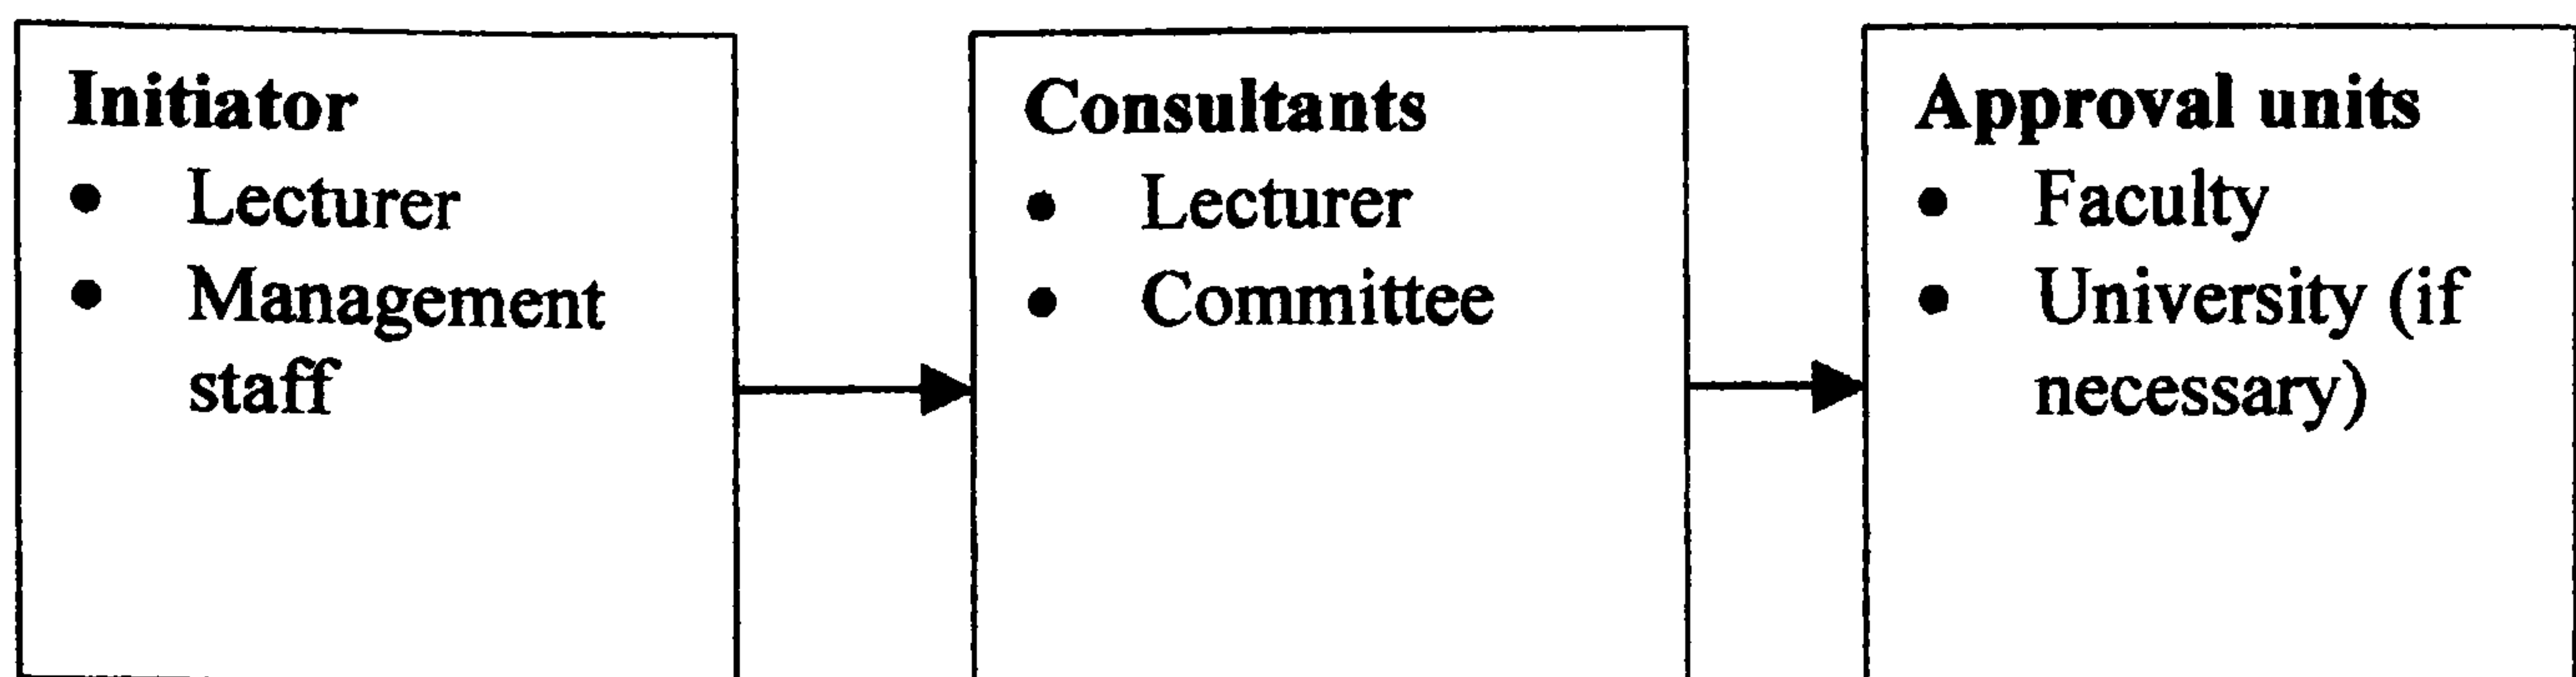 Initiator
• Lecturer
• Management
staff
Consultants
• Lecturer
• Committee
Approval units
• Faculty
• University (if
necessary)